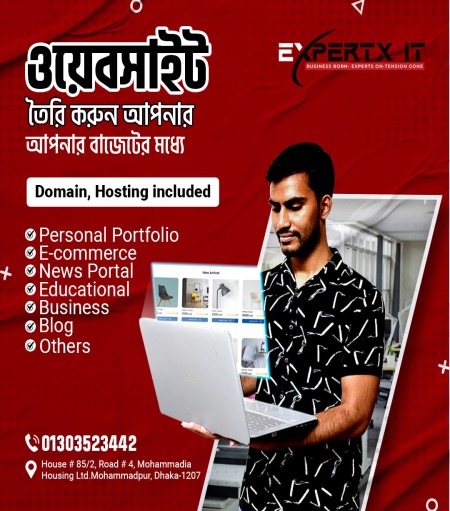 ওয়েবসাইট
তৈরি করুন আপনার
আপনার বাজেটের মধ্যে
EXPERTX IT
BUSINESS BORN- EXPERTS ON-TENSION GONE
Domain, Hosting included
Personal Portfolio
E-commerce
News Portal
Educational
Business
Blog
Others
New Arrival
01303523442
House # 85/2, Road # 4, Mohammadia
Housing Ltd.Mohammadpur, Dhaka-1207